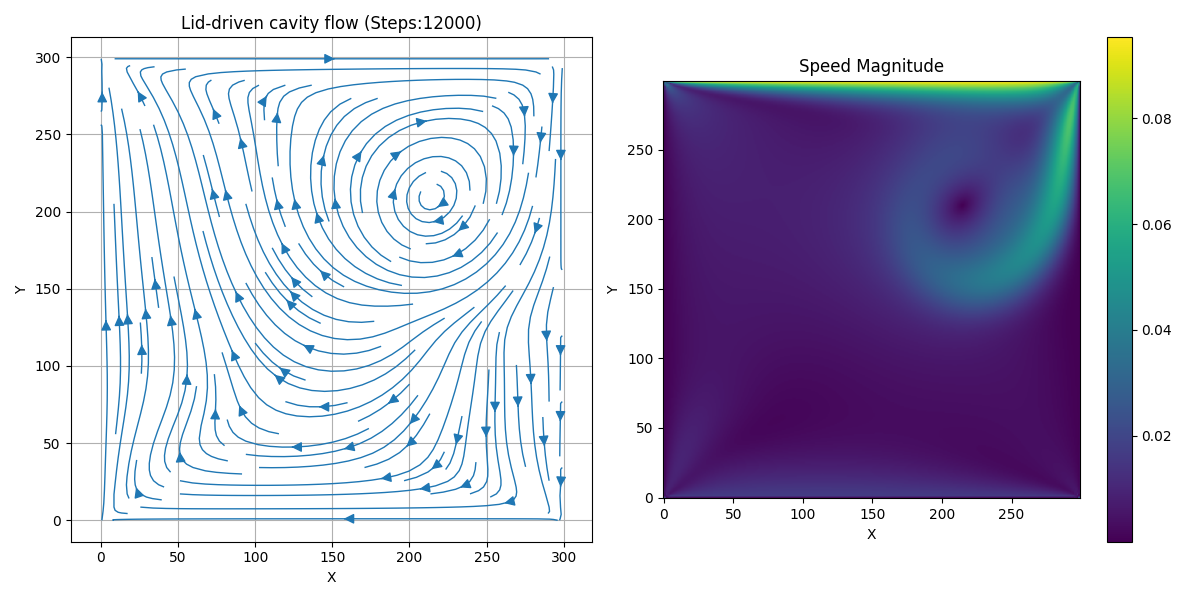 Lid-driven cavity flow (Steps:12000)
300
250
200
150
100
50
0
Y
0 50 100 150 200 250 300
X
Speed Magnitude
250
200
150
100
50
0
Y
0 50 100 150 200 250
X
0.08
0.06
0.04
0.02